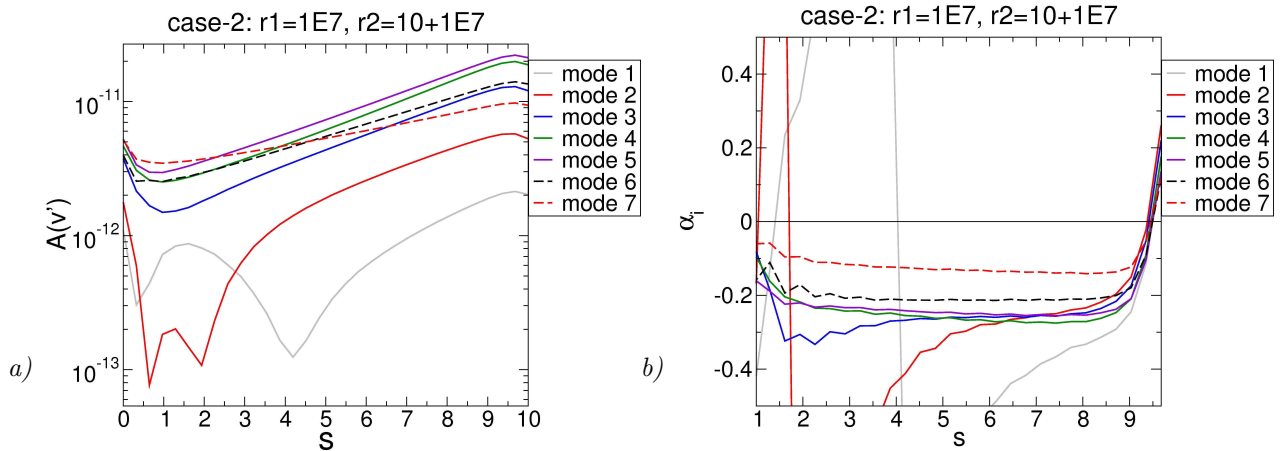 case-2: r1=1E7, r2=10+1E7
A(v')
10⁻¹¹
10⁻¹²
10⁻¹³
0 1 2 3 4 5 6 7 8 9 10
s
mode 1
mode 2
mode 3
mode 4
mode 5
mode 6
mode 7
a)
case-2: r1=1E7, r2=10+1E7
αᵢ
0.4
0.2
0
-0.2
-0.4
1 2 3 4 5 6 7 8 9
s
mode 1
mode 2
mode 3
mode 4
mode 5
mode 6
mode 7
b)